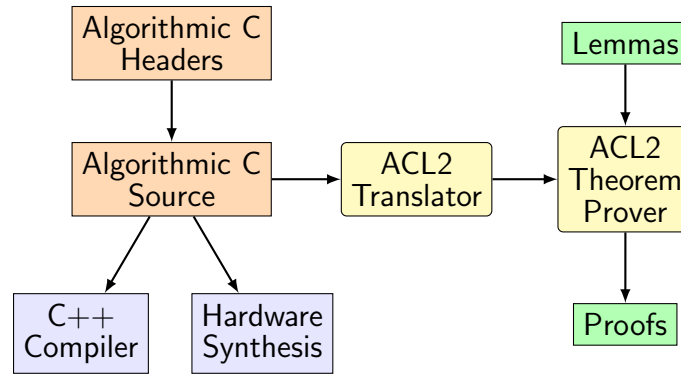 Algorithmic C
Headers
Lemmas
Algorithmic C
Source
ACL2
Translator
ACL2
Theorem
Prover
C++
Compiler
Hardware
Synthesis
Proofs